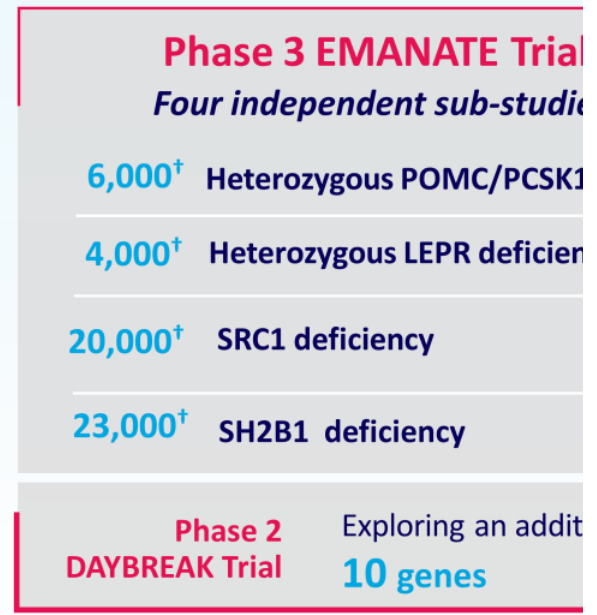 Phase 3 EMANATE Trial
Four independent sub-studie
6,000† Heterozygous POMC/PCSK1
4,000† Heterozygous LEPR deficien
20,000† SRC1 deficiency
23,000† SH2B1 deficiency
Phase 2
DAYBREAK Trial
Exploring an addit
10 genes